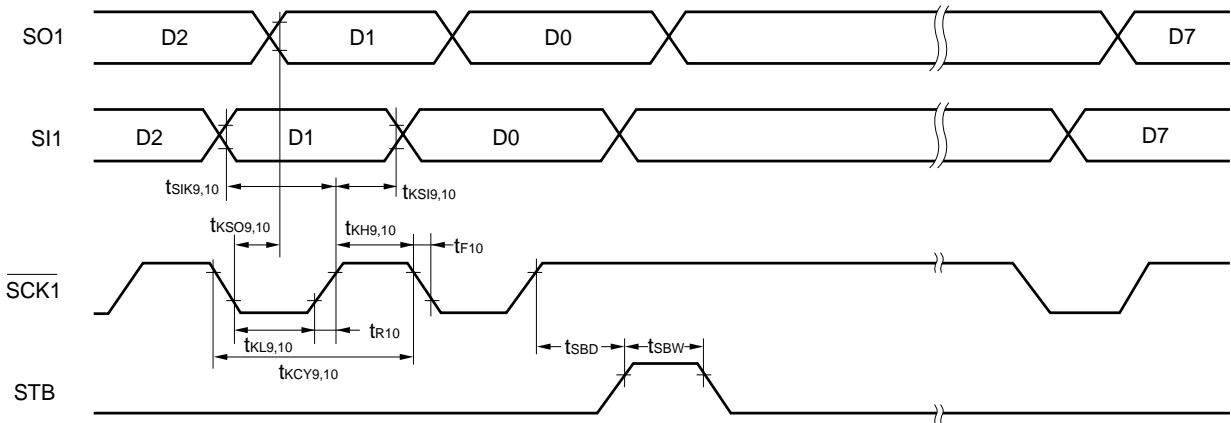 SO1 D2 D1 D0 D7
SI1 D2 D1 D0 D7
tSIK9,10 tKSI9,10
tKSO9,10 tKH9,10 tF10
SCK1
tKL9,10 tR10 tSBD tSBW
tKCY9,10
STB